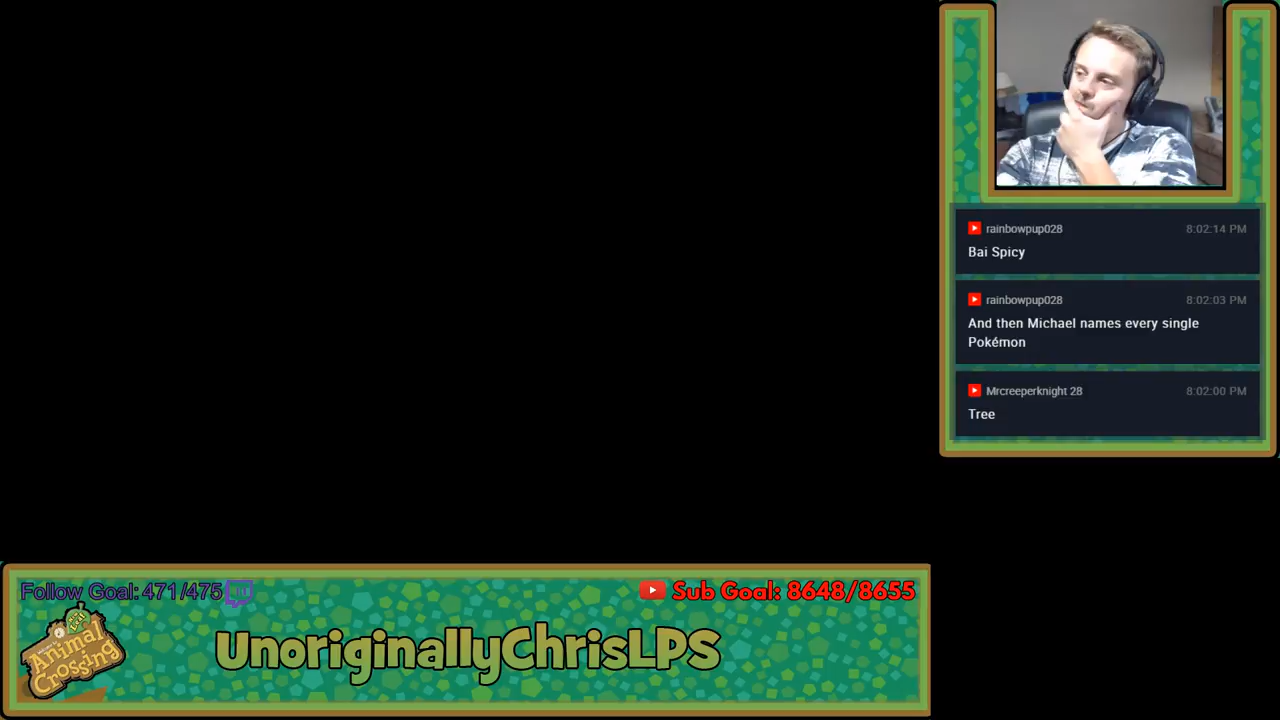 rainbowpup028 8:02:14 PM
Bai Spicy
rainbowpup028 8:02:03 PM
And then Michael names every single
Pokémon
Mrcreeperknight 28 8:02:00 PM
Tree
Follow Goal: 471/475
Sub Goal: 8648/8655
Animal
Crossing
UnoriginallyChrisLPS